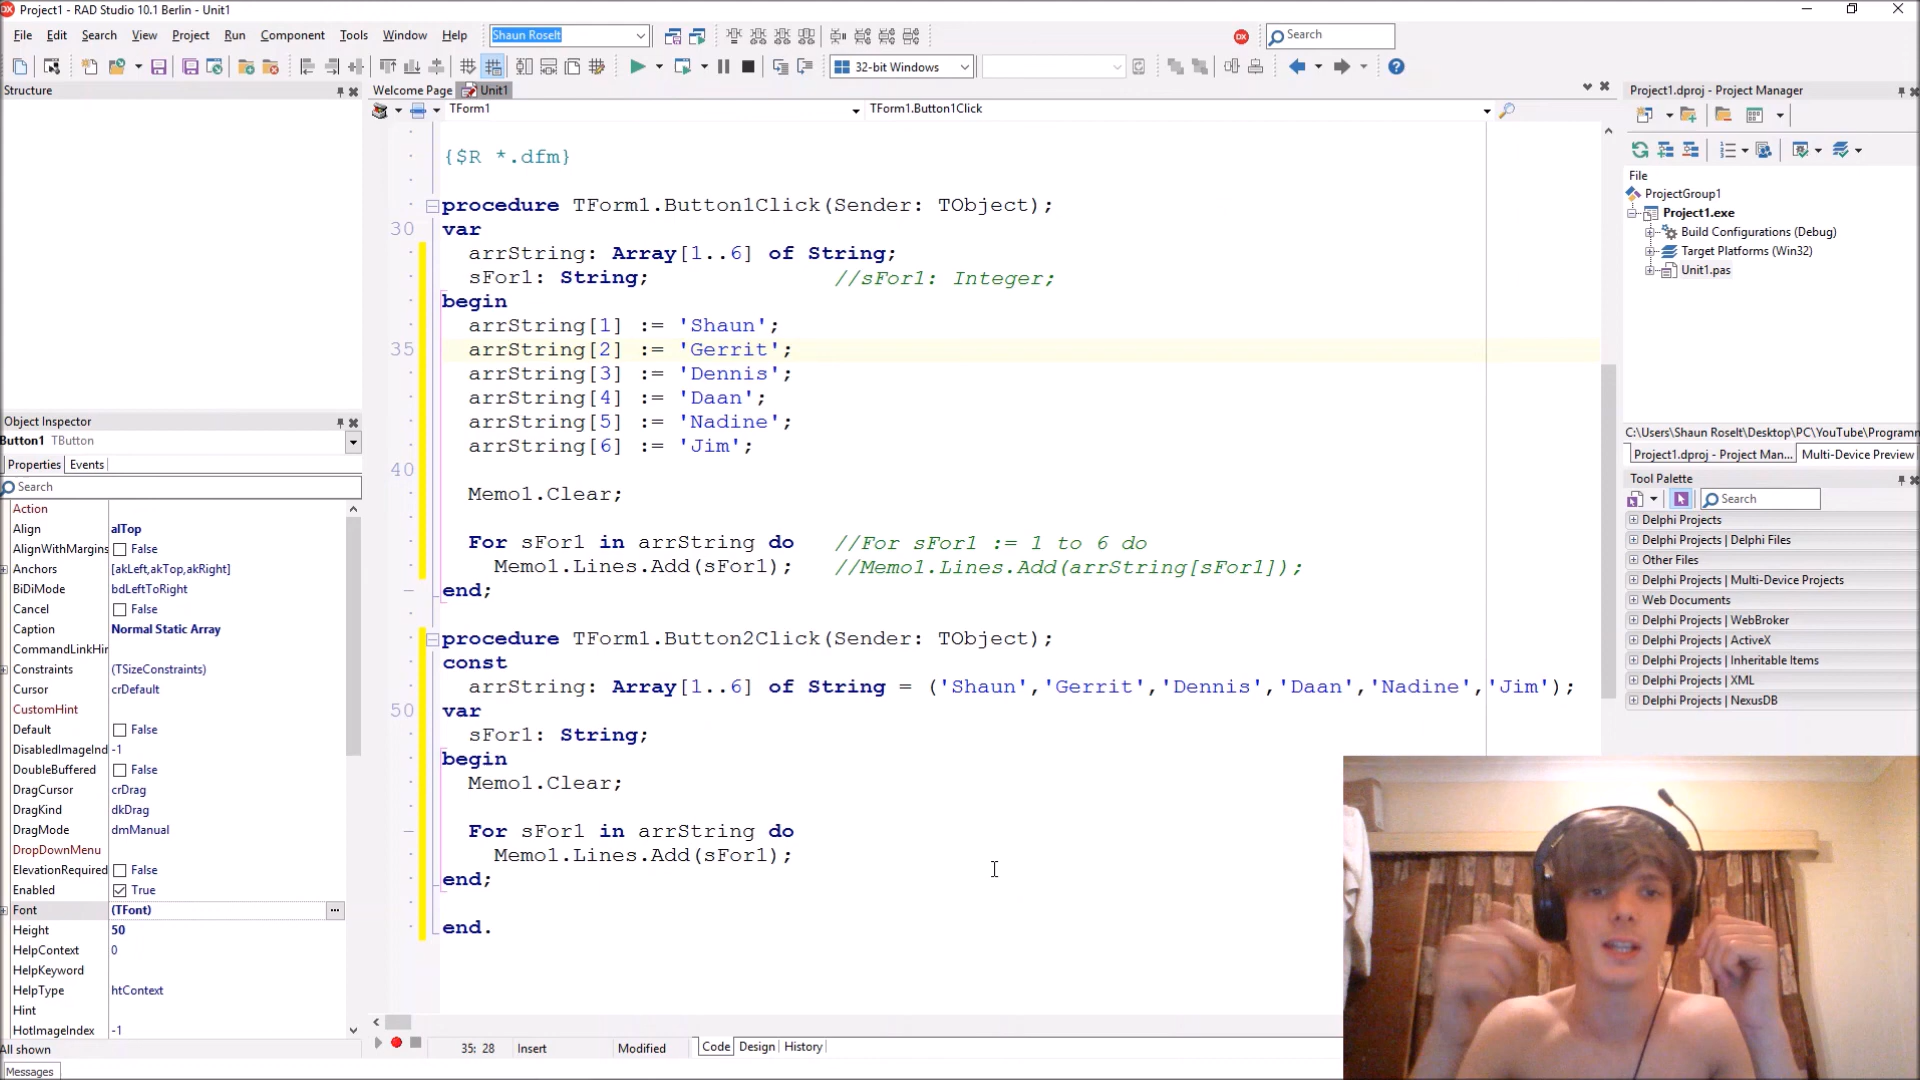 Project1 - RAD Studio 10.1 Berlin - Unit1
File Edit Search View Project Run Component Tools Window Help Shaun Roselt Search
32-bit Windows
Structure
Welcome Page Unit1
TForm1 TForm1.Button1Click
{$R *.dfm}
procedure TForm1.Button1Click(Sender: TObject);
30 var
arrString: Array[1..6] of String;
sFor1: String; //sFor1: Integer;
begin
arrString[1] := 'Shaun';
35 arrString[2] := 'Gerrit';
arrString[3] := 'Dennis';
arrString[4] := 'Daan';
arrString[5] := 'Nadine';
arrString[6] := 'Jim';
40
Memo1.Clear;
For sFor1 in arrString do //For sFor1 := 1 to 6 do
Memo1.Lines.Add(sFor1); //Memo1.Lines.Add(arrString[sFor1]);
end;
procedure TForm1.Button2Click(Sender: TObject);
const
arrString: Array[1..6] of String = ('Shaun','Gerrit','Dennis','Daan','Nadine','Jim');
50 var
sFor1: String;
begin
Memo1.Clear;
For sFor1 in arrString do
Memo1.Lines.Add(sFor1);
end;
end.
35: 28 Insert Modified Code Design History
Object Inspector
Button1 TButton
Properties Events
Search
Action
Align alTop
AlignWithMargins False
Anchors [akLeft,akTop,akRight]
BiDiMode bdLeftToRight
Cancel False
Caption Normal Static Array
CommandLinkHin
Constraints (TSizeConstraints)
Cursor crDefault
CustomHint
Default False
DisabledImageInd -1
DoubleBuffered False
DragCursor crDrag
DragKind dkDrag
DragMode dmManual
DropDownMenu
ElevationRequired False
Enabled True
Font (TFont) ...
Height 50
HelpContext 0
HelpKeyword
HelpType htContext
Hint
HotImageIndex -1
All shown
Messages
Project1.dproj - Project Manager
File
ProjectGroup1
Project1.exe
Build Configurations (Debug)
Target Platforms (Win32)
Unit1.pas
C:\Users\Shaun Roselt\Desktop\PC\YouTube\Programm
Project1.dproj - Project Man... Multi-Device Preview
Tool Palette
Search
Delphi Projects
Delphi Projects | Delphi Files
Other Files
Delphi Projects | Multi-Device Projects
Web Documents
Delphi Projects | WebBroker
Delphi Projects | ActiveX
Delphi Projects | Inheritable Items
Delphi Projects | XML
Delphi Projects | NexusDB